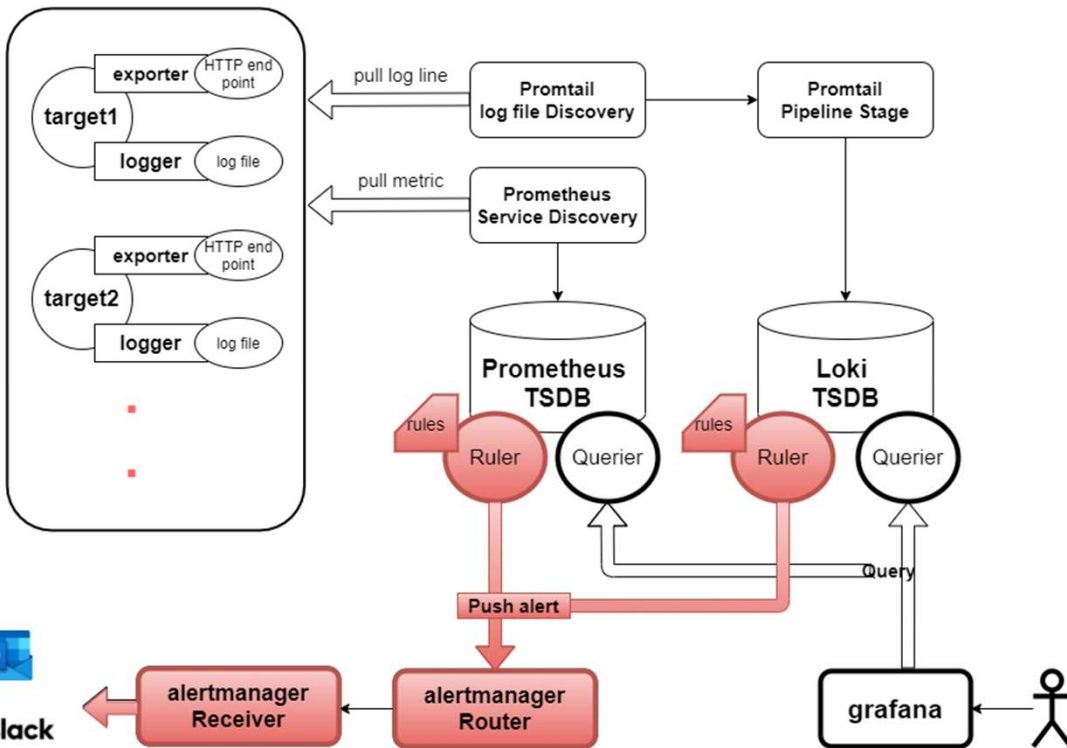 exporter
HTTP end
point
target1
logger
log file
exporter
HTTP end
point
target2
logger
log file
pull log line
Promtail
log file Discovery
Promtail
Pipeline Stage
pull metric
Prometheus
Service Discovery
Prometheus
TSDB
Loki
TSDB
rules
Ruler
Querier
rules
Ruler
Querier
Query
Push alert
alertmanager
Receiver
alertmanager
Router
grafana
lack